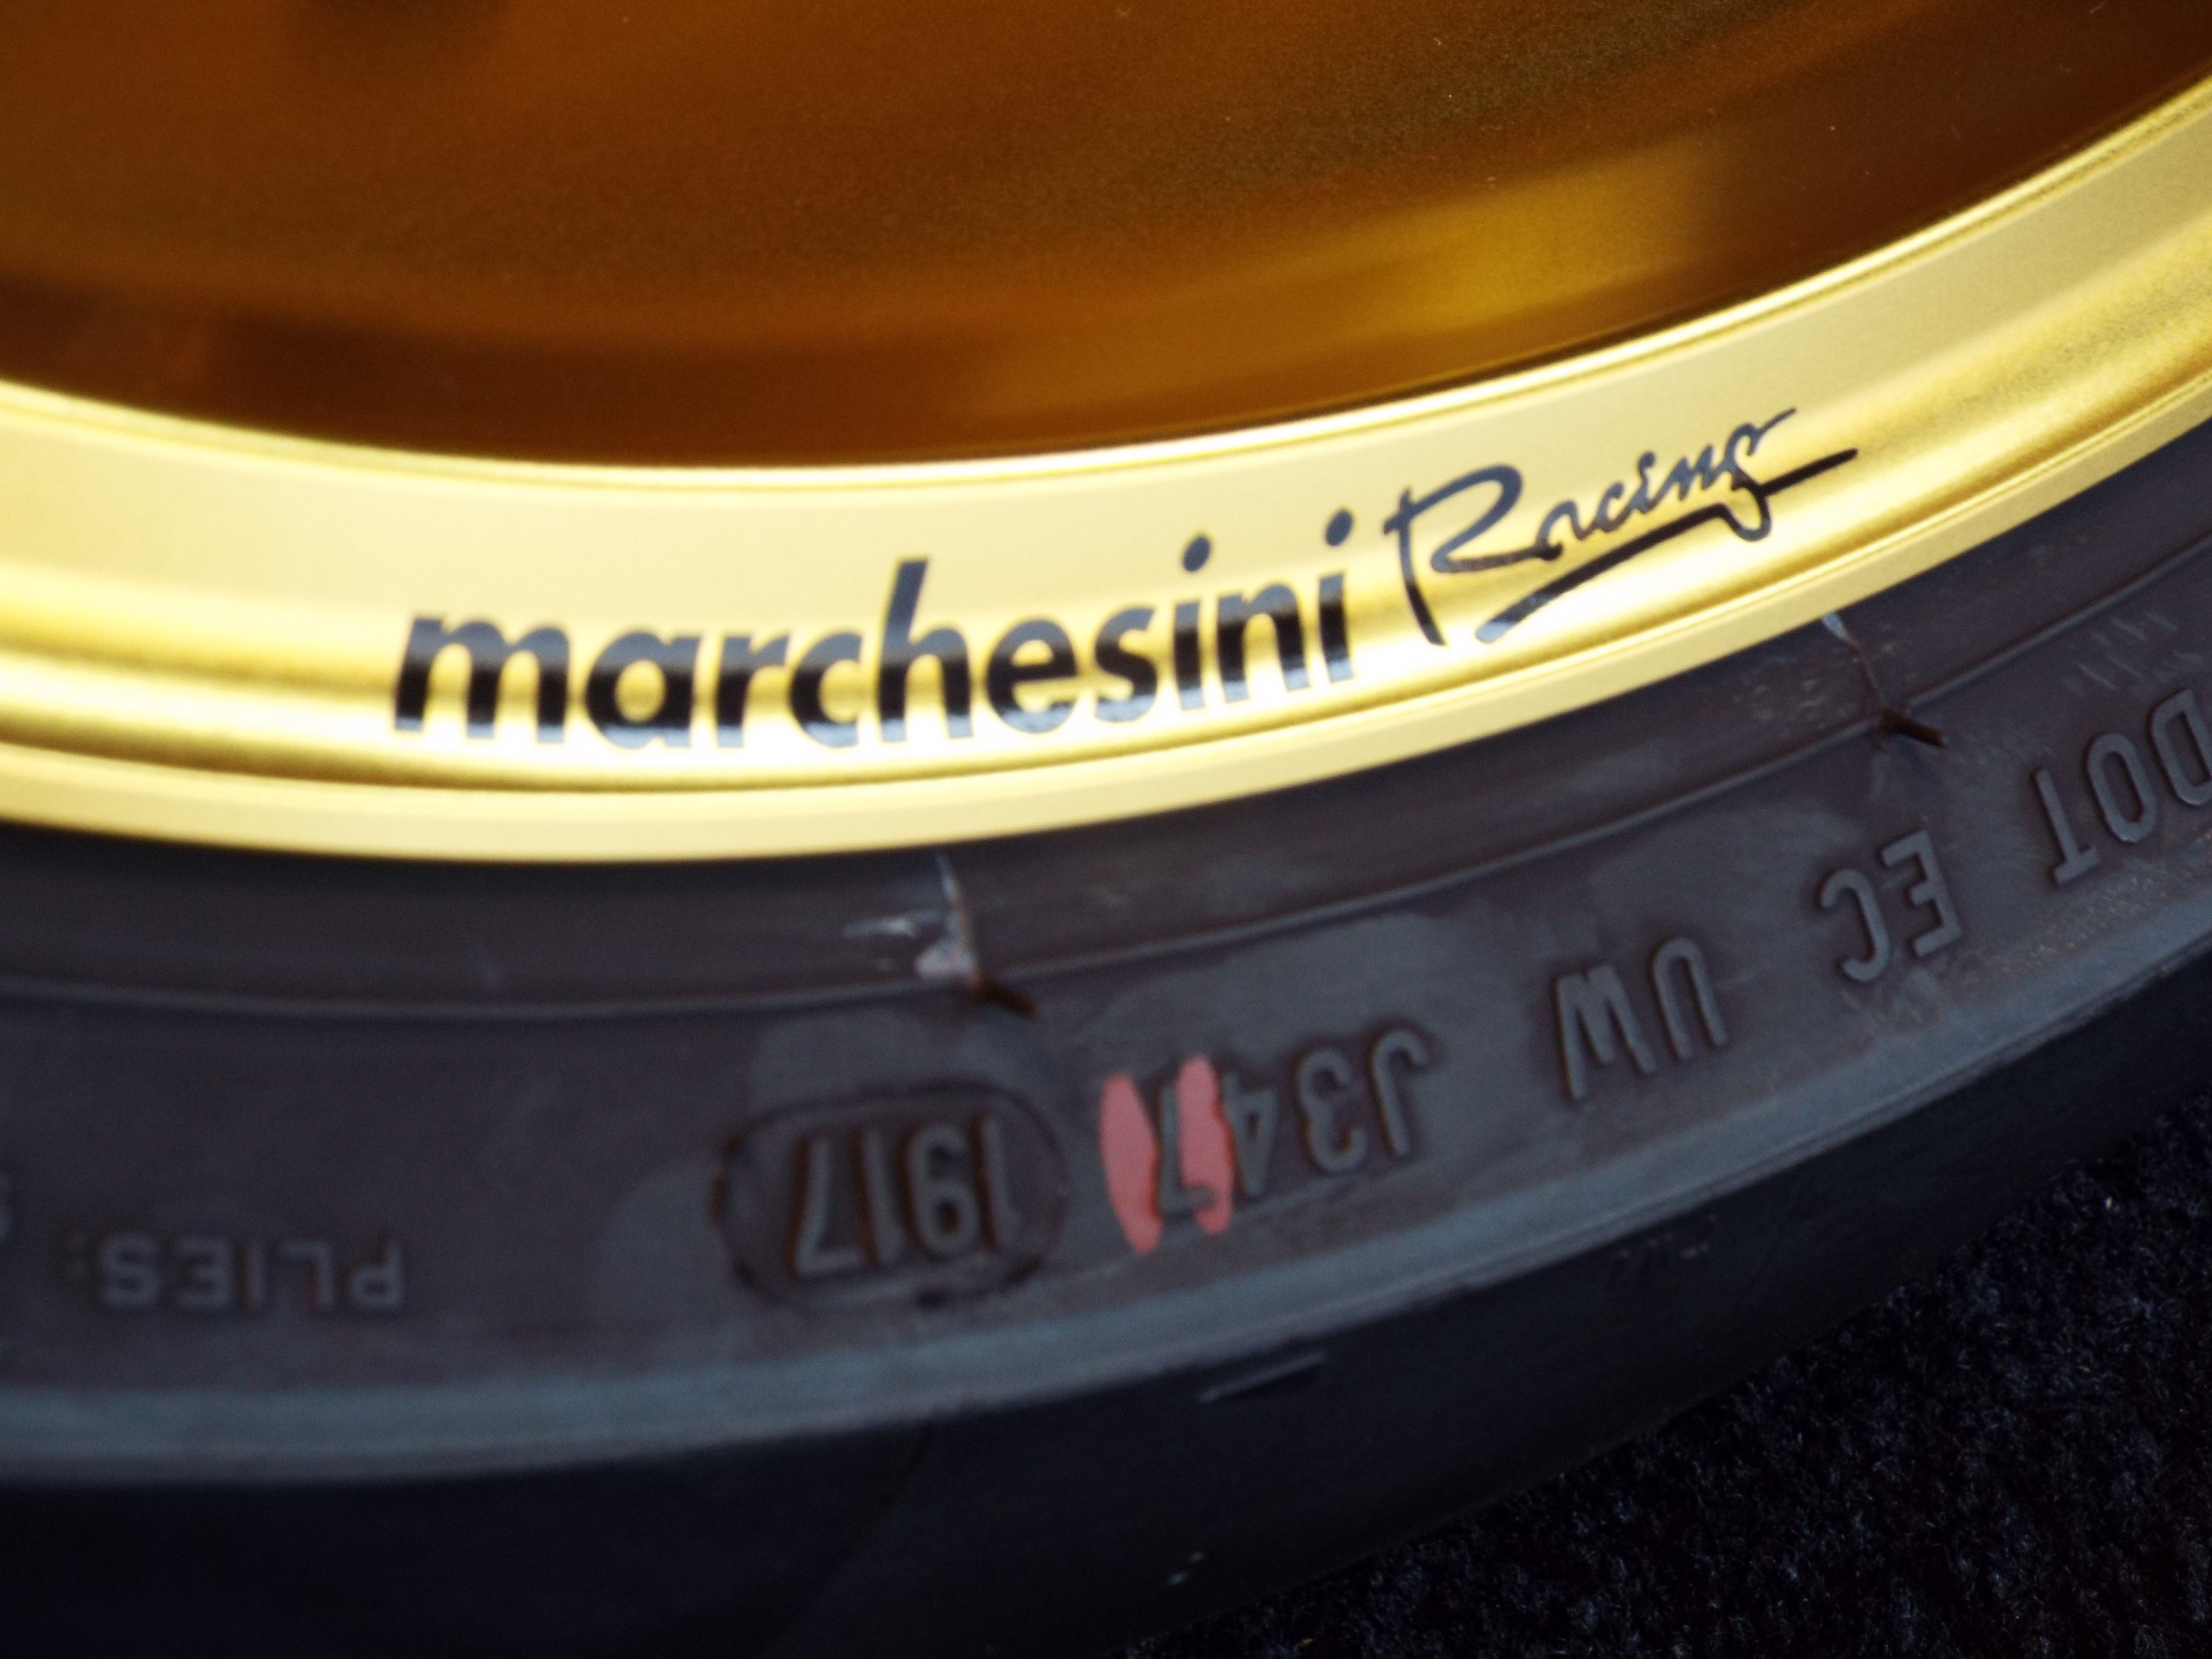 marchesini Racing
DOT EC UW J347 1917
PLIES: